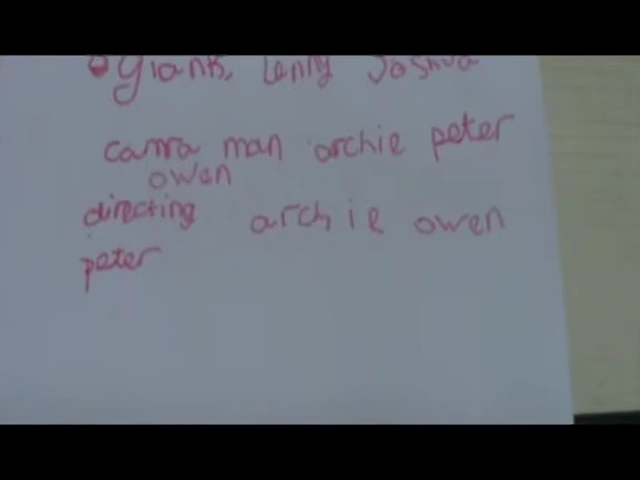 giants. Lenny Joshua
camra man archie peter
owen
directing archie owen
peter